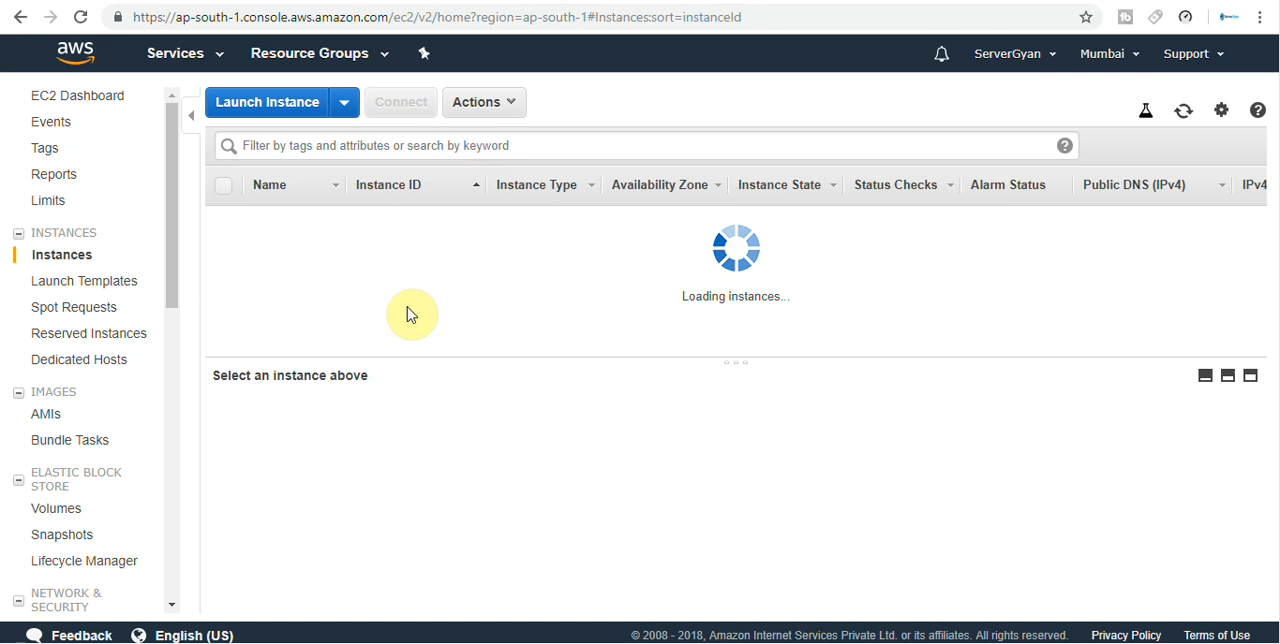 https://ap-south-1.console.aws.amazon.com/ec2/v2/home?region=ap-south-1#Instances:sort=instanceId
tb
aws
Services
Resource Groups
ServerGyan
Mumbai
Support
EC2 Dashboard
Events
Tags
Reports
Limits
INSTANCES
Instances
Launch Templates
Spot Requests
Reserved Instances
Dedicated Hosts
IMAGES
AMIs
Bundle Tasks
ELASTIC BLOCK
STORE
Volumes
Snapshots
Lifecycle Manager
NETWORK &
SECURITY
Launch Instance
Connect
Actions
Filter by tags and attributes or search by keyword
Name
Instance ID
Instance Type
Availability Zone
Instance State
Status Checks
Alarm Status
Public DNS (IPv4)
IPv4
Loading instances...
Select an instance above
Feedback
English (US)
© 2008 - 2018, Amazon Internet Services Private Ltd. or its affiliates. All rights reserved.
Privacy Policy
Terms of Use